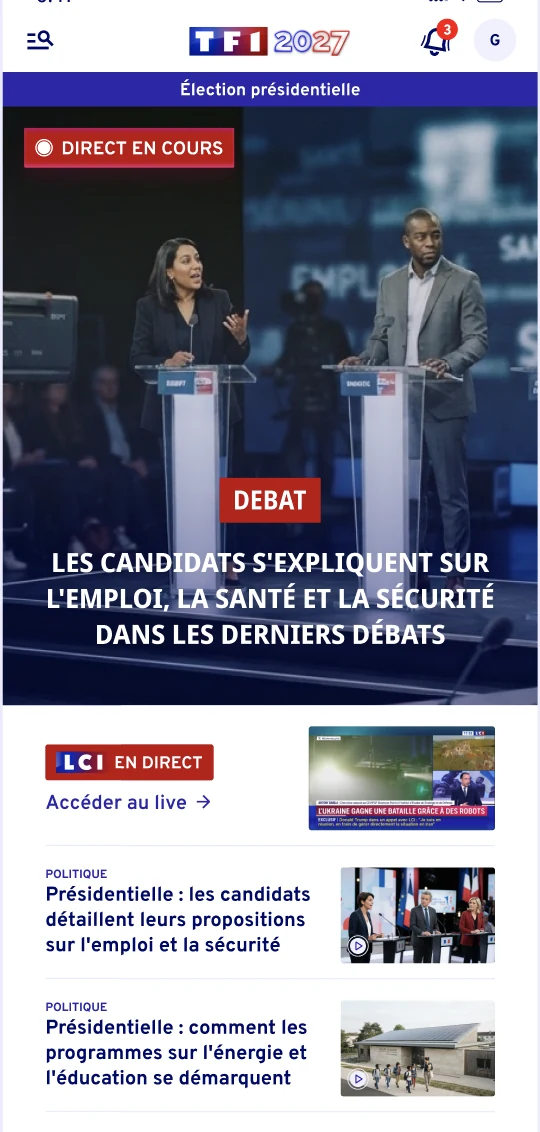 TF1 2027
3
G
Élection présidentielle
DIRECT EN COURS
EMPL
DEBAT
LES CANDIDATS S'EXPLIQUENT SUR
L'EMPLOI, LA SANTÉ ET LA SÉCURITÉ
DANS LES DERNIERS DÉBATS
LCI EN DIRECT
Accéder au live →
L'UKRAINE GAGNE UNE BATAILLE GRÂCE À DES ROBOTS
POLITIQUE
Présidentielle : les candidats
détaillent leurs propositions
sur l'emploi et la sécurité
POLITIQUE
Présidentielle : comment les
programmes sur l'énergie et
l'éducation se démarquent